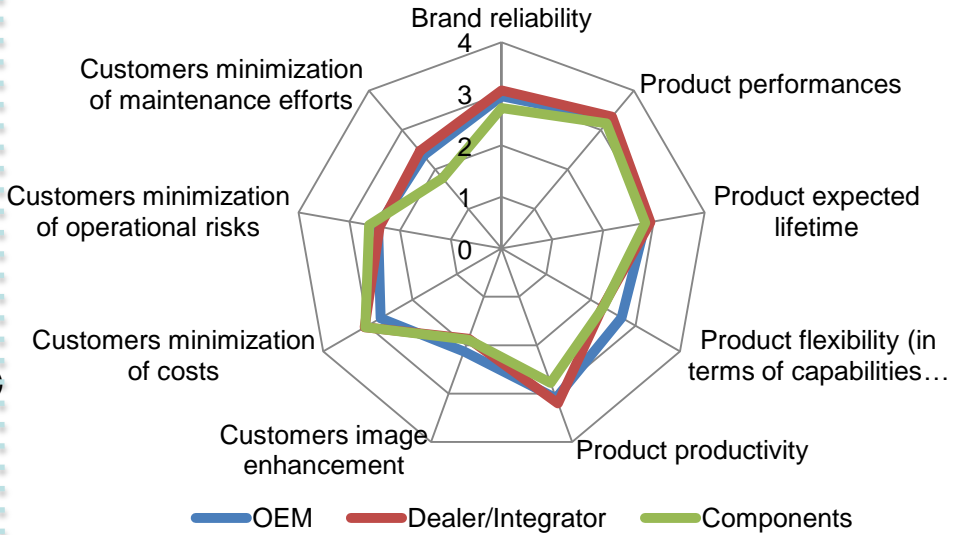 Brand reliability
4
3
2
1
0
Product performances
Product expected
lifetime
Product flexibility (in
terms of capabilities…
Product productivity
Customers image
enhancement
Customers minimization
of costs
Customers minimization
of operational risks
Customers minimization
of maintenance efforts
OEM
Dealer/Integrator
Components